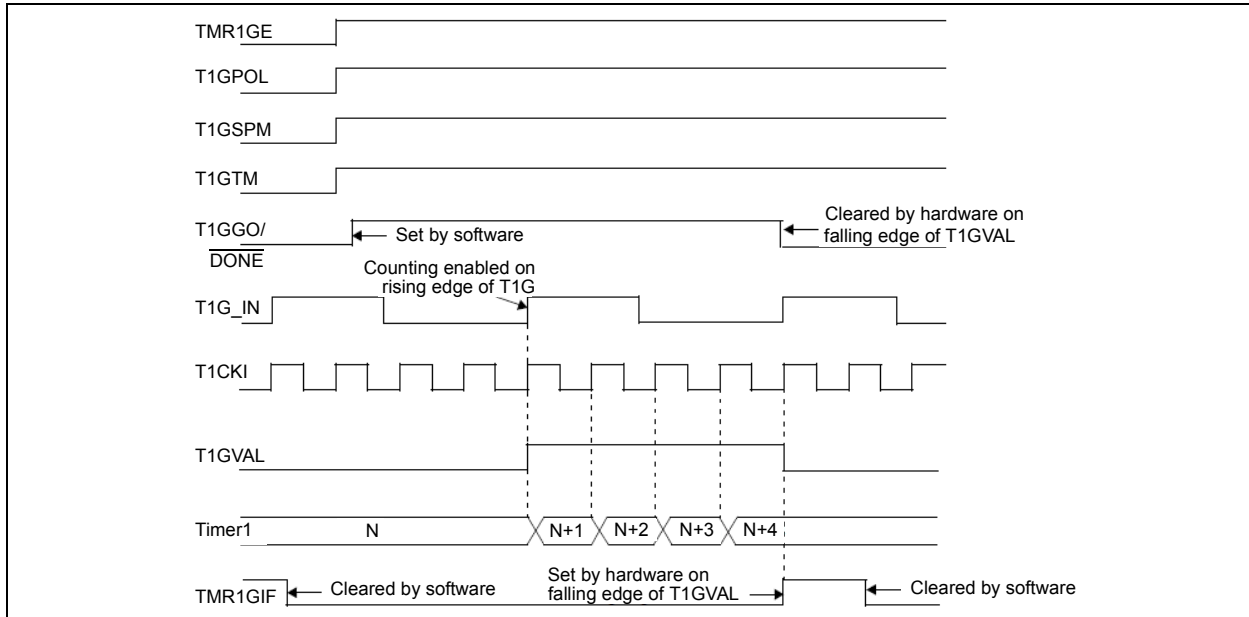 TMR1GE
T1GPOL
T1GSPM
T1GTM
T1GGO/
DONE
Set by software
Cleared by hardware on
falling edge of T1GVAL
Counting enabled on
rising edge of T1G
T1G_IN
T1CKI
T1GVAL
Timer1
N
N+1
N+2
N+3
N+4
TMR1GIF
Cleared by software
Set by hardware on
falling edge of T1GVAL
Cleared by software